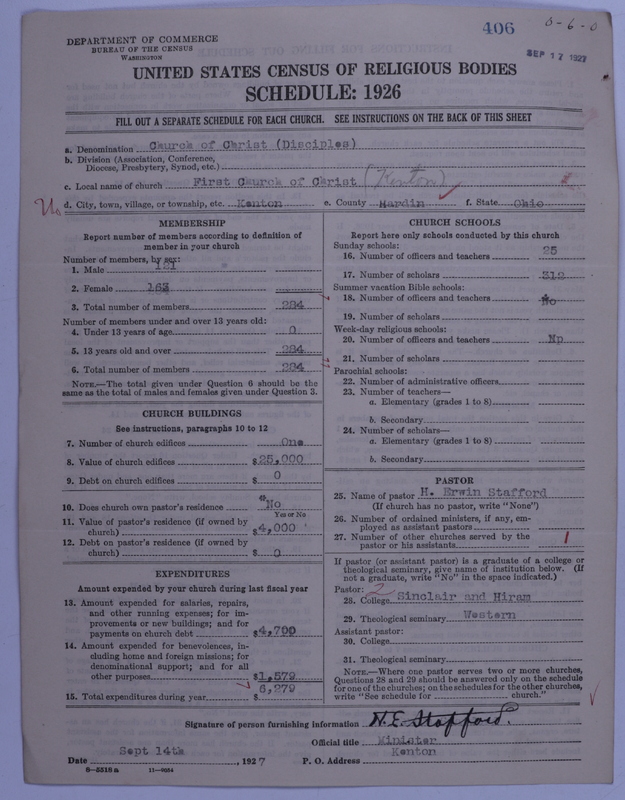 406
0-6-0
DEPARTMENT OF COMMERCE
BUREAU OF THE CENSUS
WASHINGTON
SEP 17 1927
UNITED STATES CENSUS OF RELIGIOUS BODIES
SCHEDULE: 1926
FILL OUT A SEPARATE SCHEDULE FOR EACH CHURCH. SEE INSTRUCTIONS ON THE BACK OF THIS SHEET
a. Denomination Church of Christ (Disciples)
b. Division (Association, Conference,
Diocese, Presbytery, Synod, etc.)
c. Local name of church First Church of Christ (Kenton)
d. City, town, village, or township, etc. Kenton e. County Hardin f. State Ohio
MEMBERSHIP
Report number of members according to definition of
member in your church
Number of members, by sex:
1. Male 121
2. Female 163
3. Total number of members 284
Number of members under and over 13 years old:
4. Under 13 years of age 0
5. 13 years old and over 284
6. Total number of members 284
NOTE.—The total given under Question 6 should be the
same as the total of males and females given under Question 3.
CHURCH BUILDINGS
See instructions, paragraphs 10 to 12
7. Number of church edifices One
8. Value of church edifices $25,000
9. Debt on church edifices $ 0
10. Does church own pastor's residence No
Yes or No
11. Value of pastor's residence (if owned by
church) $4,000
12. Debt on pastor's residence (if owned by
church) $ 0
EXPENDITURES
Amount expended by your church during last fiscal year
13. Amount expended for salaries, repairs,
and other running expenses; for im-
provements or new buildings; and for
payments on church debt $4,700
14. Amount expended for benevolences, in-
cluding home and foreign missions; for
denominational support; and for all
other purposes $1,579
15. Total expenditures during year $ 6,279
CHURCH SCHOOLS
Report here only schools conducted by this church
Sunday schools:
16. Number of officers and teachers 25
17. Number of scholars 312
Summer vacation Bible schools:
18. Number of officers and teachers No
19. Number of scholars
Week-day religious schools:
20. Number of officers and teachers No
21. Number of scholars
Parochial schools:
22. Number of administrative officers
23. Number of teachers—
a. Elementary (grades 1 to 8)
b. Secondary
24. Number of scholars—
a. Elementary (grades 1 to 8)
b. Secondary
PASTOR
25. Name of pastor H. Erwin Stafford
(If church has no pastor, write "None")
26. Number of ordained ministers, if any, em-
ployed as assistant pastors
27. Number of other churches served by the
pastor or his assistants 1
If pastor (or assistant pastor) is a graduate of a college or
theological seminary, give name of institution below. (If
not a graduate, write "No" in the space indicated.)
Pastor: 2
28. College Sinclair and Hiram
29. Theological seminary Western
Assistant pastor:
30. College
31. Theological seminary
NOTE.—Where one pastor serves two or more churches,
Questions 28 and 29 should be answered only on the schedule
for one of the churches; on the schedules for the other churches,
write "See schedule for church."
Signature of person furnishing information H. E. Stafford.
Official title Minister
Date Sept 14th, 1927 P. O. Address Kenton
8—5518a 11—9034